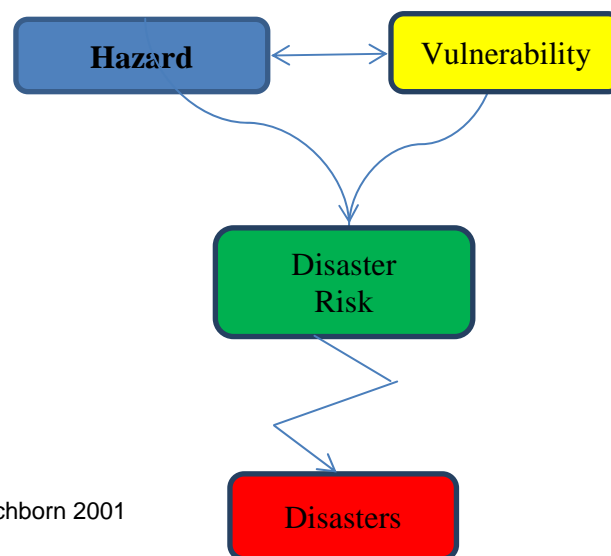 Hazard
Vulnerability
Disaster
Risk
Disasters
chborn 2001